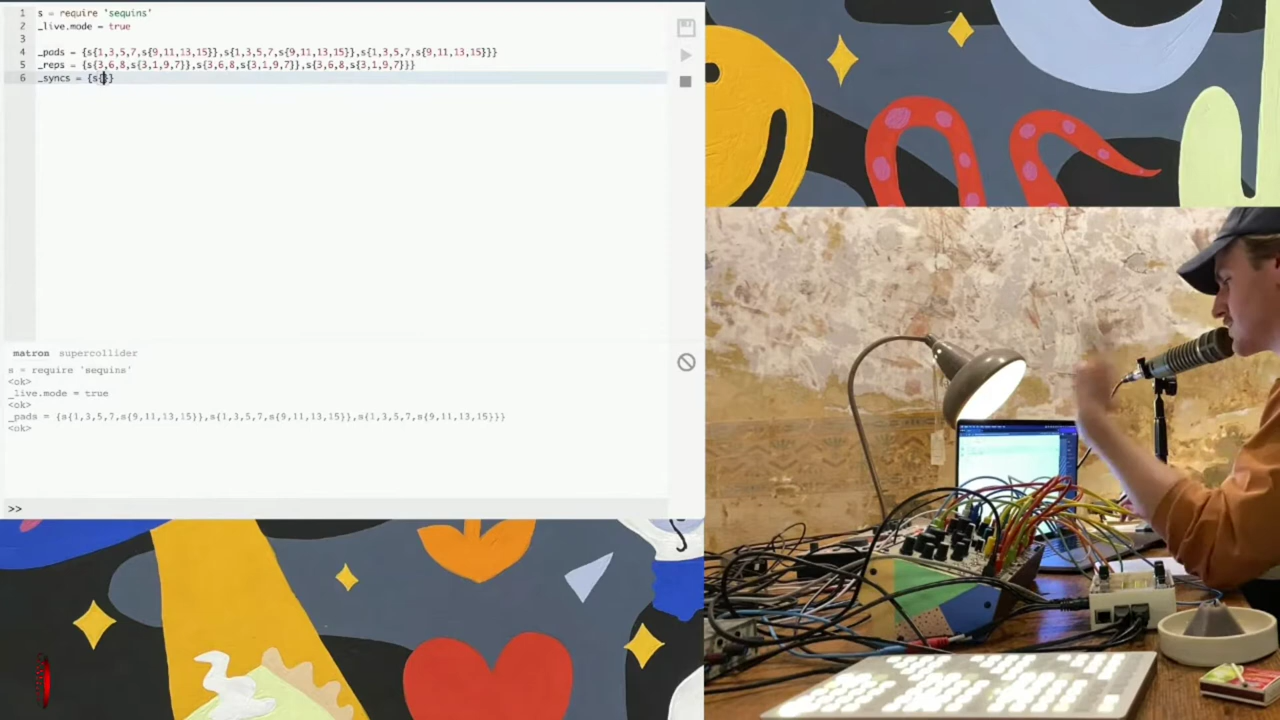 1 s = require 'sequins'
2 _live.mode = true
3
4 _pads = {s{1,3,5,7,s{9,11,13,15}},s{1,3,5,7,s{9,11,13,15}},s{1,3,5,7,s{9,11,13,15}}}
5 _reps = {s{3,6,8,s{3,1,9,7}},s{3,6,8,s{3,1,9,7}},s{3,6,8,s{3,1,9,7}}}
6 _syncs = {s{}}
matron supercollider
s = require 'sequins'
<ok>
_live.mode = true
<ok>
_pads = {s{1,3,5,7,s{9,11,13,15}},s{1,3,5,7,s{9,11,13,15}},s{1,3,5,7,s{9,11,13,15}}}
<ok>
>>